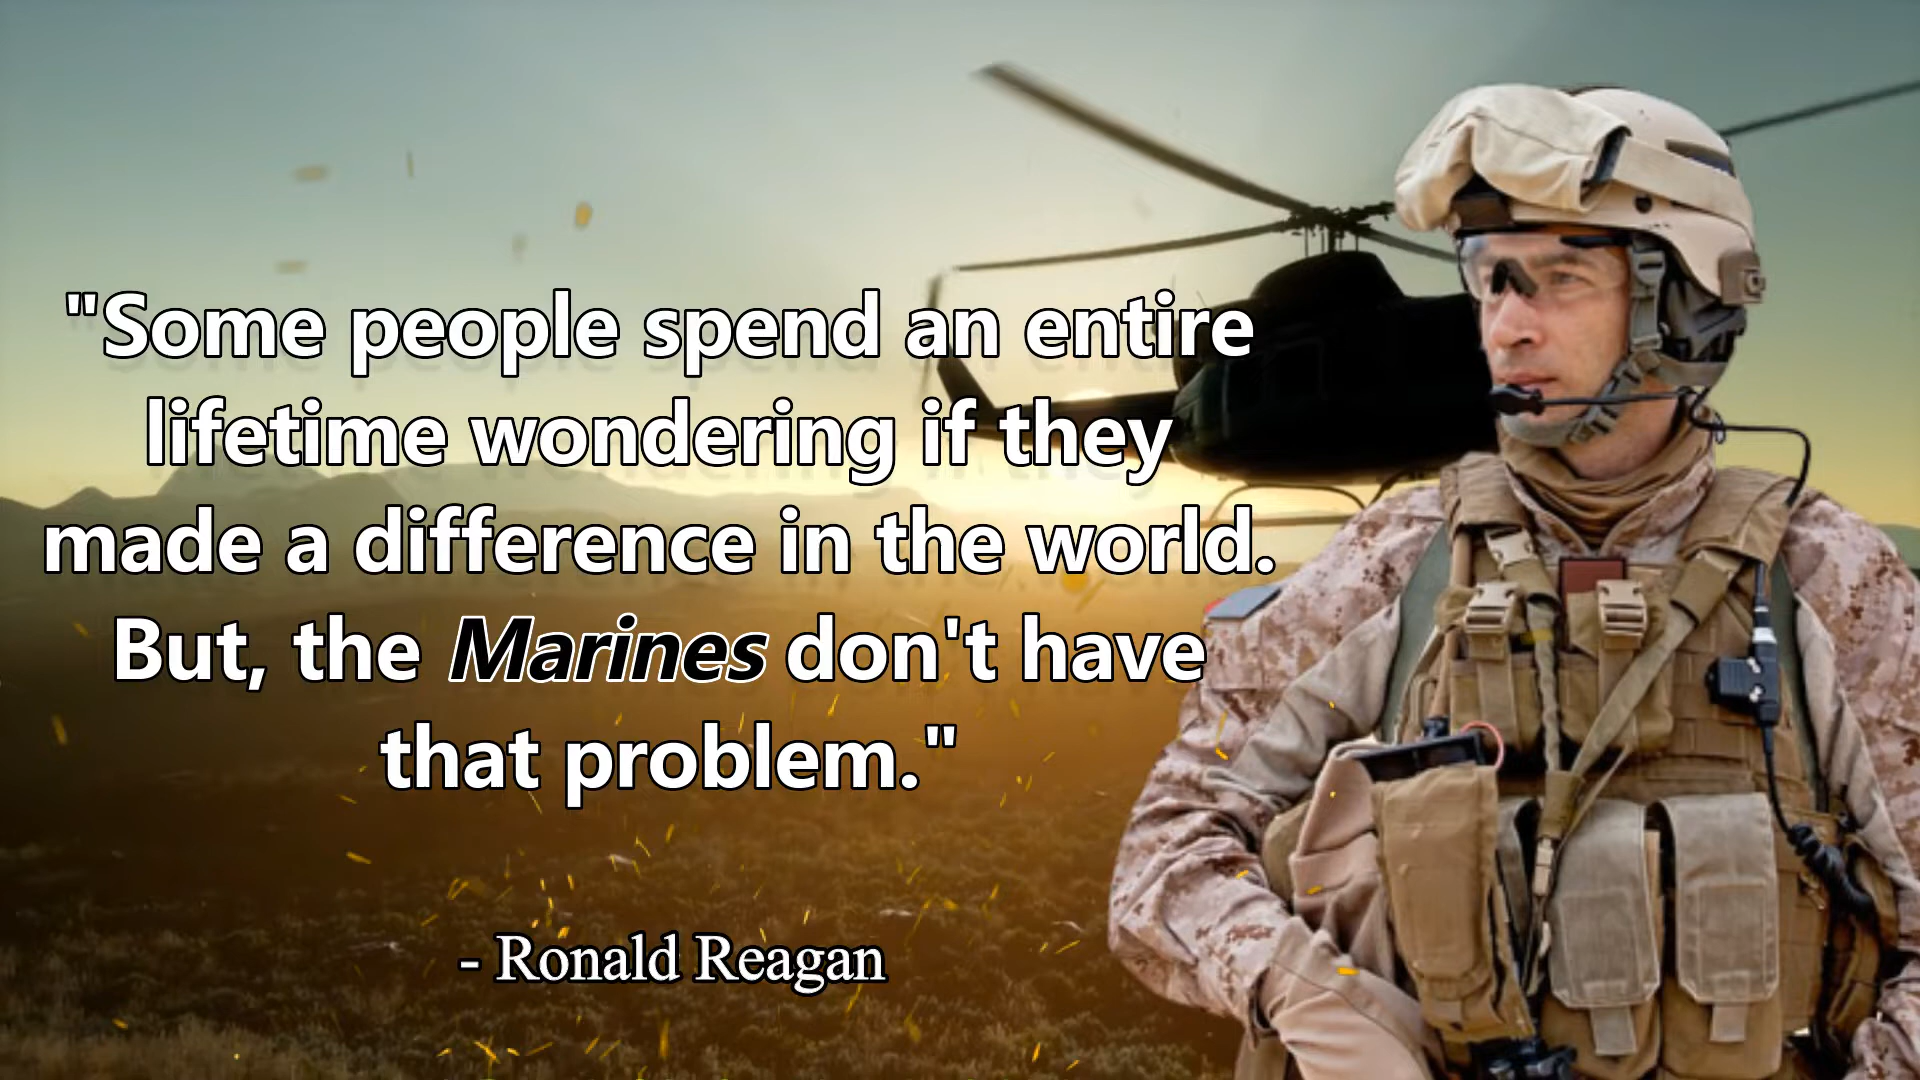 "Some people spend an entire
lifetime wondering if they
made a difference in the world.
But, the Marines don't have
that problem."
- Ronald Reagan